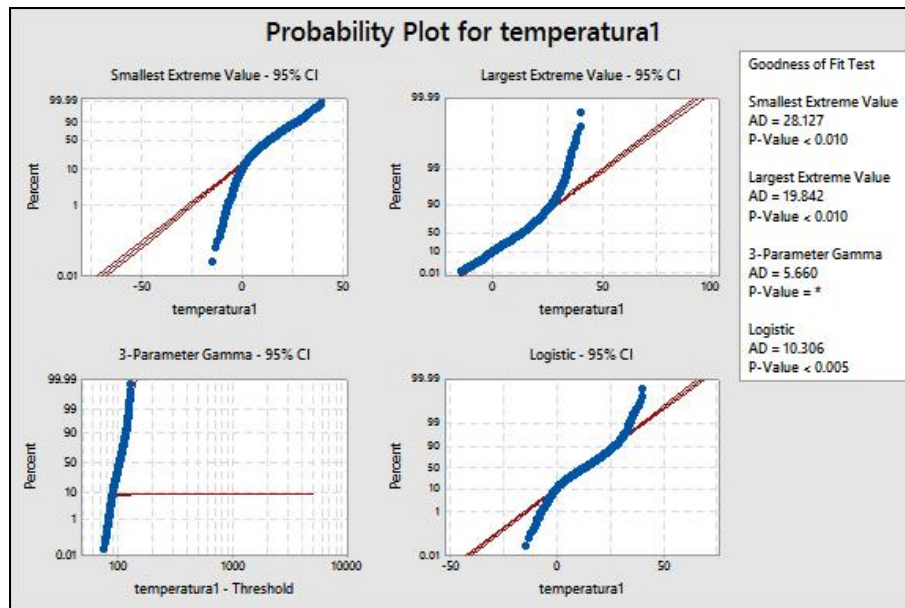 Probability Plot for temperatura1
Smallest Extreme Value - 95% CI
99.99
90
50
10
1
0.01
Percent
-50
0
50
temperatura1
Largest Extreme Value - 95% CI
99.99
99
90
50
10
0.01
Percent
0
50
100
temperatura1
3-Parameter Gamma - 95% CI
99.99
99
90
50
10
1
0.01
Percent
100
1000
10000
temperatura1 - Threshold
Logistic - 95% CI
99.99
99
90
50
10
1
0.01
Percent
-50
0
50
temperatura1
Goodness of Fit Test
Smallest Extreme Value
AD = 28.127
P-Value < 0.010
Largest Extreme Value
AD = 19.842
P-Value < 0.010
3-Parameter Gamma
AD = 5.660
P-Value = *
Logistic
AD = 10.306
P-Value < 0.005